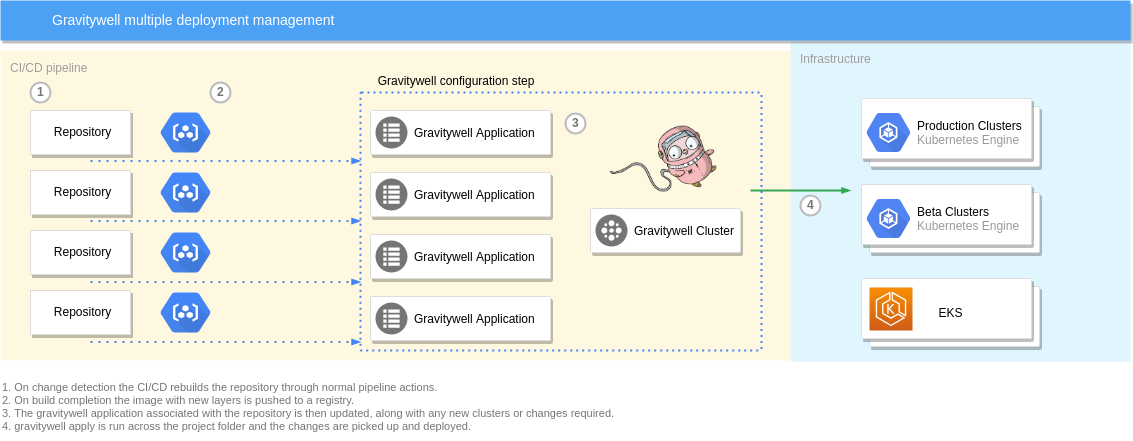 Gravitywell multiple deployment management
CI/CD pipeline
Infrastructure
1
2
Gravitywell configuration step
3
Repository
Gravitywell Application
Repository
Gravitywell Application
Repository
Gravitywell Application
Repository
Gravitywell Application
Gravitywell Cluster
4
Production Clusters
Kubernetes Engine
Beta Clusters
Kubernetes Engine
K
EKS
1. On change detection the CI/CD rebuilds the repository through normal pipeline actions.
2. On build completion the image with new layers is pushed to a registry.
3. The gravitywell application associated with the repository is then updated, along with any new clusters or changes required.
4. gravitywell apply is run across the project folder and the changes are picked up and deployed.